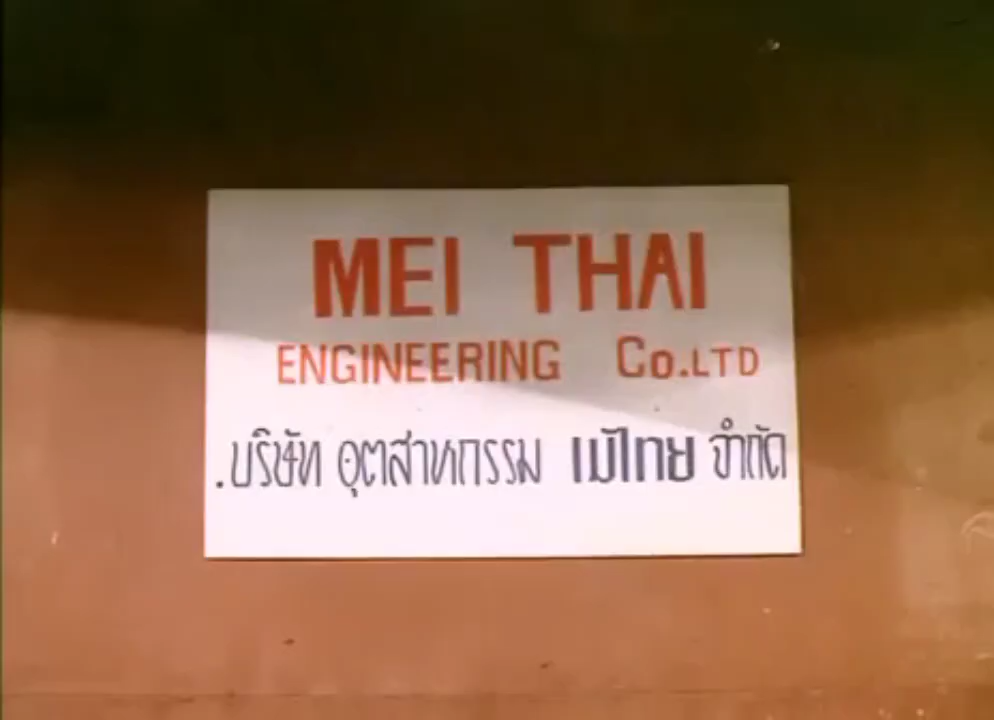 MEI THAI
ENGINEERING Co.LTD
.บริษัท อุตสาหกรรม เม้ไทย จำกัด